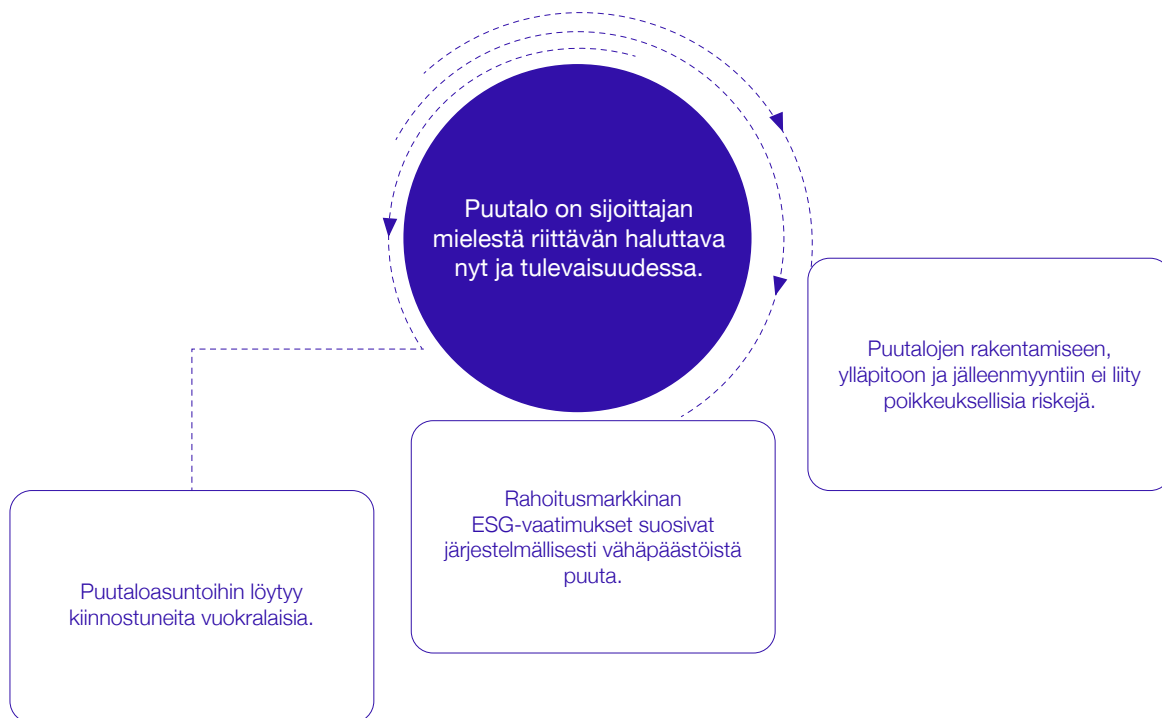 Puutalo on sijoittajan
mielestä riittävän haluttava
nyt ja tulevaisuudessa.
Puutalojen rakentamiseen,
ylläpitoon ja jälleenmyyntiin ei liity
poikkeuksellisia riskejä.
Rahoitusmarkkinan
ESG-vaatimukset suosivat
järjestelmällisesti vähäpäästöistä
puuta.
Puutaloasuntoihin löytyy
kiinnostuneita vuokralaisia.